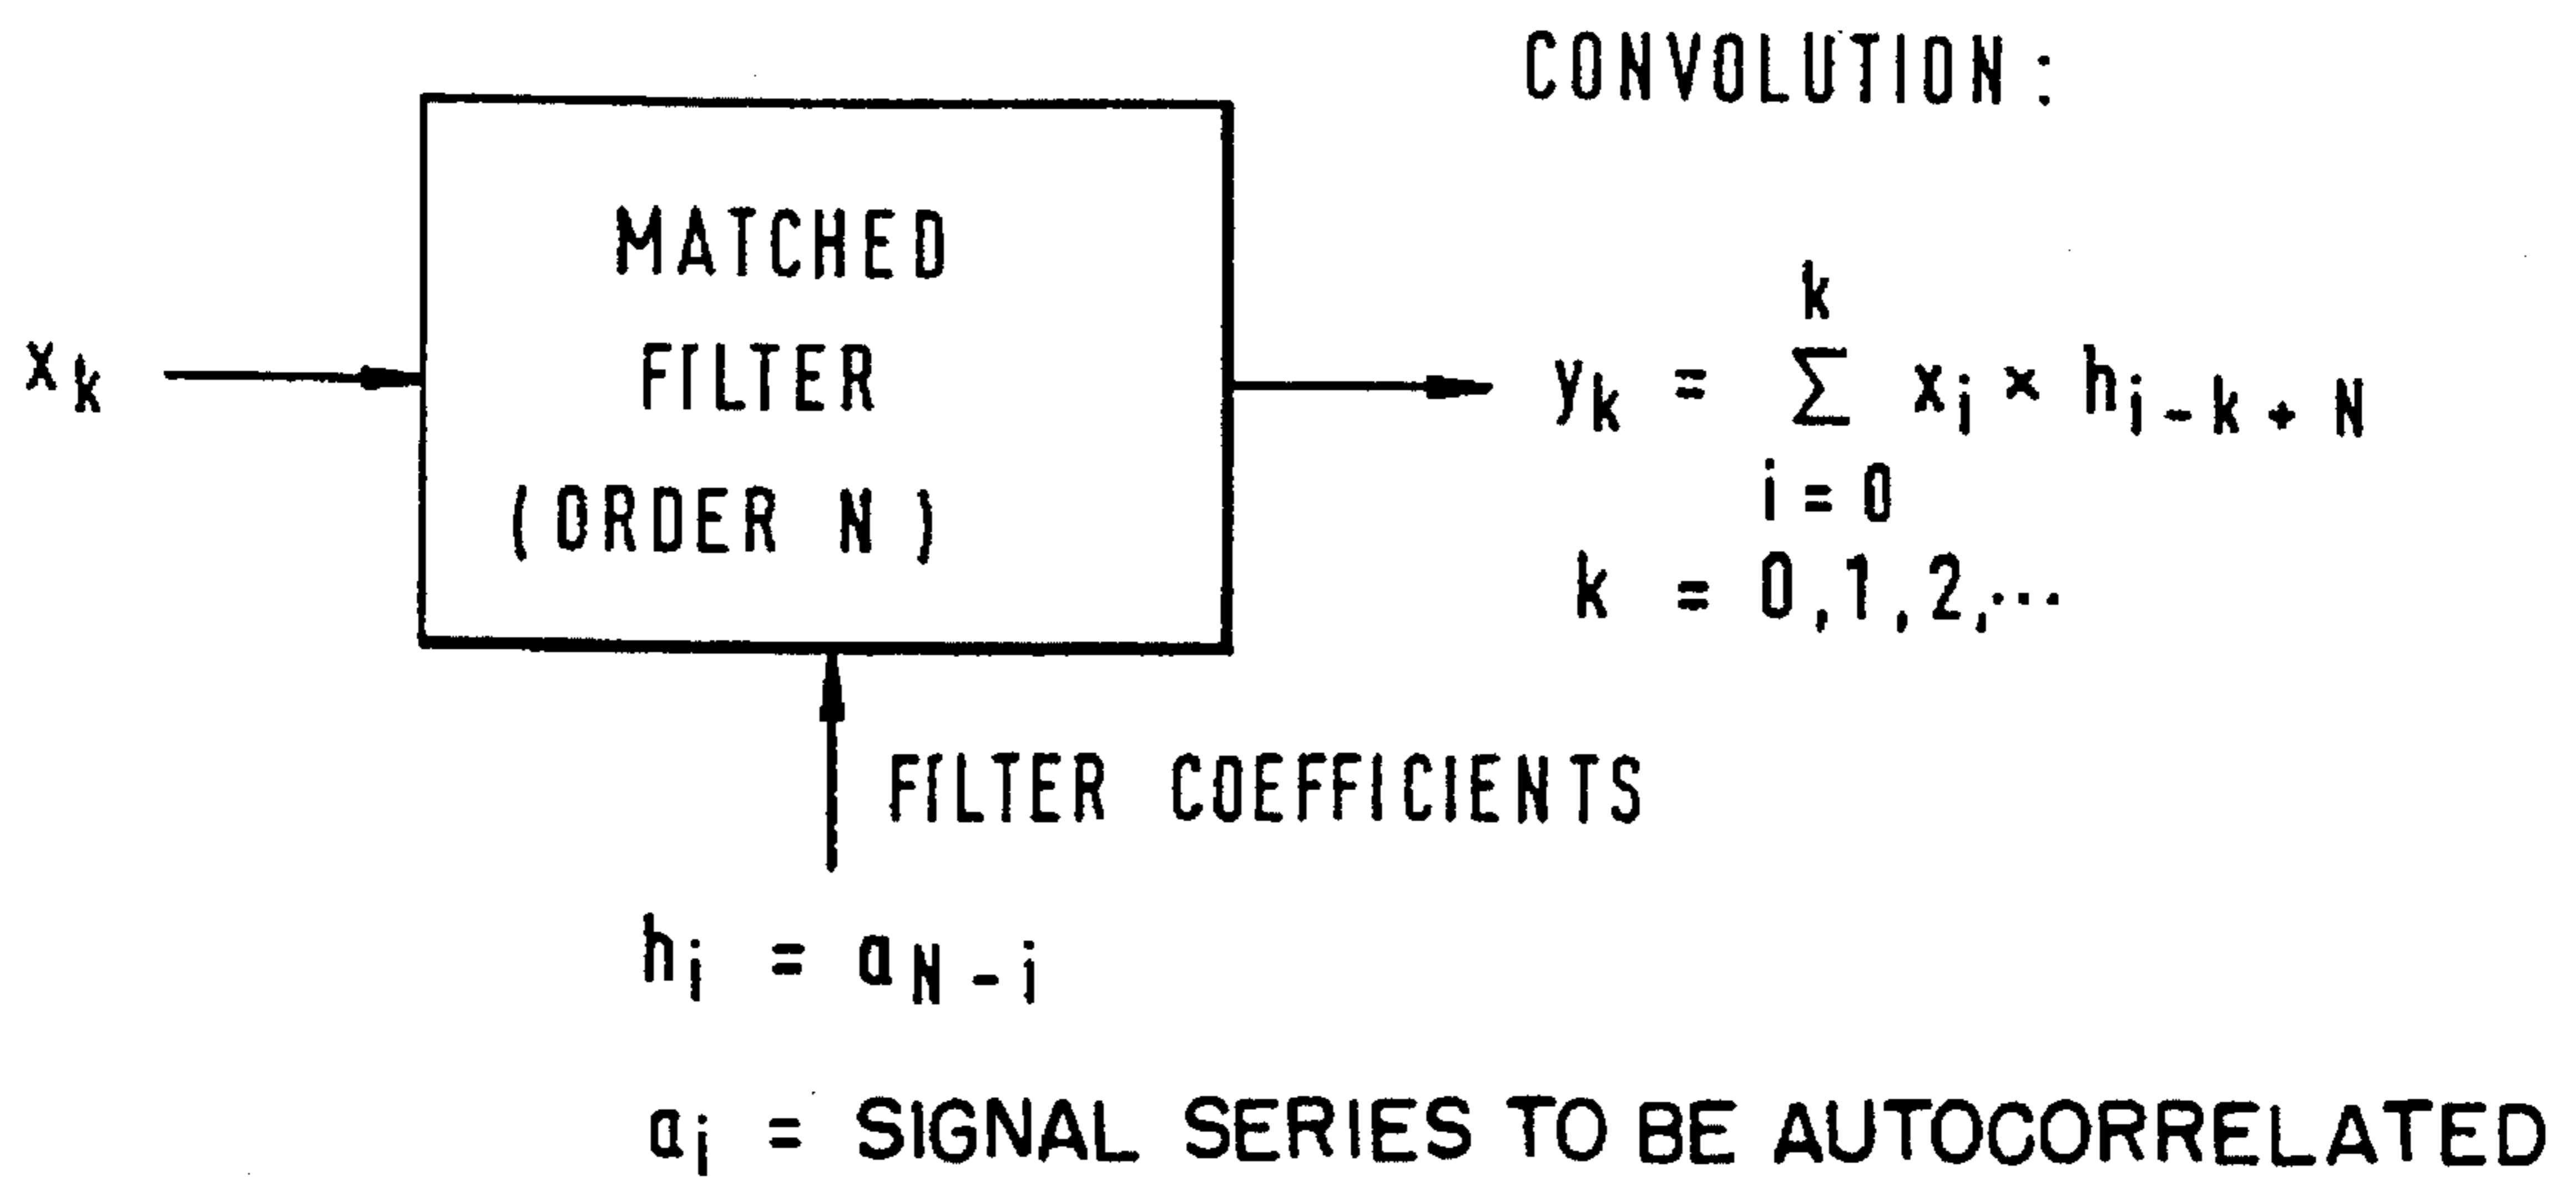 CONVOLUTION:
MATCHED
FILTER
(ORDER N)
x_k
y_k = \sum_{i=0}^{k} x_i × h_{i-k+N}
k = 0,1,2,...
FILTER COEFFICIENTS
h_i = a_{N-i}
a_i = SIGNAL SERIES TO BE AUTOCORRELATED